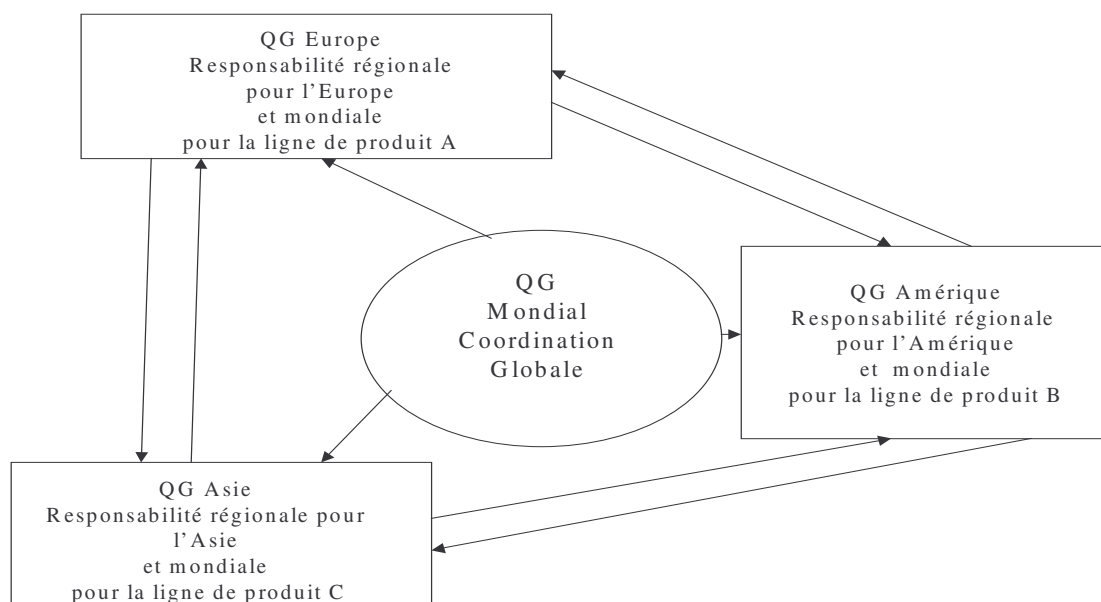 QG Europe
Responsabilité régionale
pour l’Europe
et mondiale
pour la ligne de produit A
QG
Mondial
Coordination
Globale
QG Amérique
Responsabilité régionale
pour l’Amérique
et mondiale
pour la ligne de produit B
QG Asie
Responsabilité régionale pour
l’Asie
et mondiale
pour la ligne de produit C